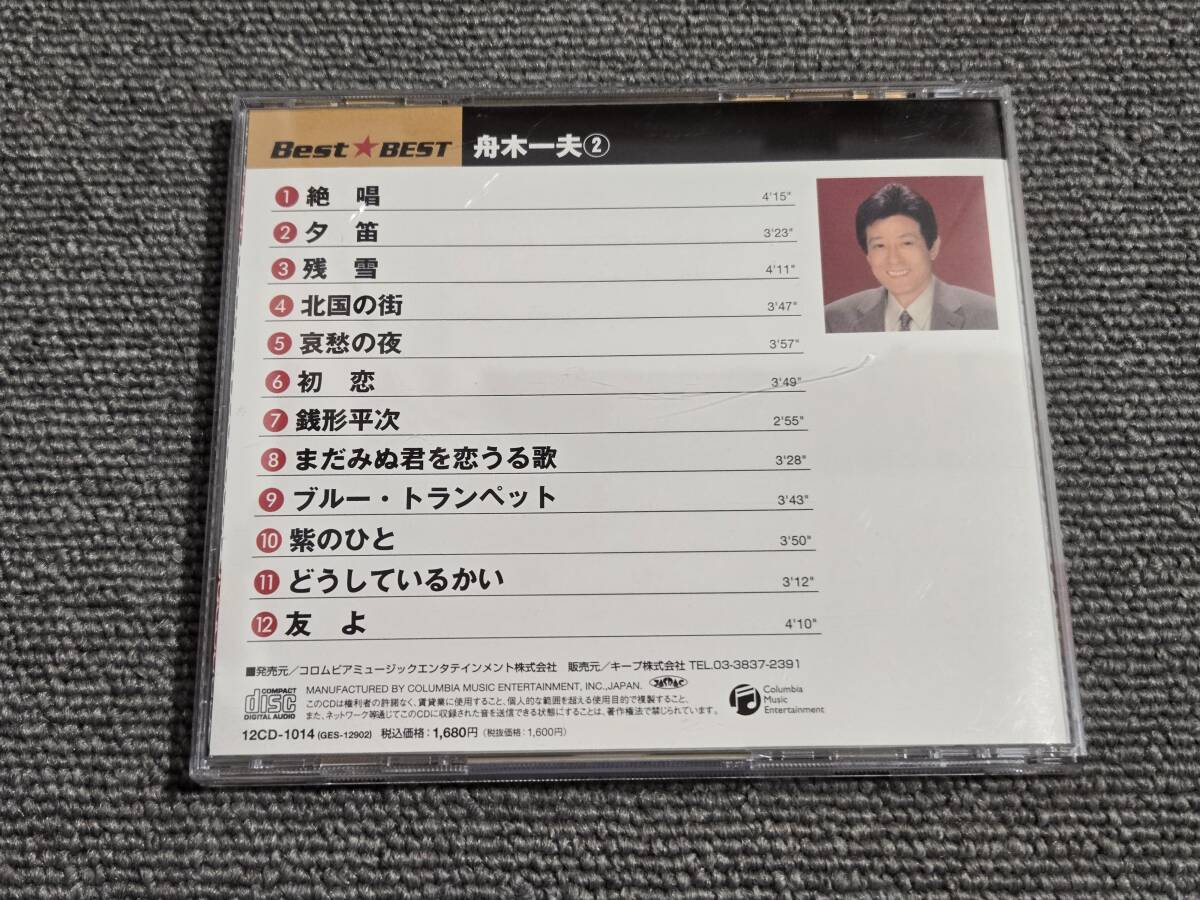 Best★BEST 舟木一夫②
1 絶 唱 4'15"
2 夕 笛 3'23"
3 残 雪 4'11"
4 北国の街 3'47"
5 哀愁の夜 3'57"
6 初 恋 3'49"
7 銭形平次 2'55"
8 まだみぬ君を恋うる歌 3'28"
9 ブルー・トランペット 3'43"
10 紫のひと 3'50"
11 どうしているかい 3'12"
12 友 よ 4'10"
■発売元/コロムビアミュージックエンタテインメント株式会社 販売元/キープ株式会社 TEL.03-3837-2391
COMPACT
disc
DIGITAL AUDIO
MANUFACTURED BY COLUMBIA MUSIC ENTERTAINMENT, INC.,JAPAN. JASRAC
このCDは権利者の許諾なく、賃貸業に使用すること、個人的な範囲を超える使用目的で複製すること、
また、ネットワーク等通じてこのCDに収録された音を送信できる状態にすることは、著作権法で禁じられています。
Columbia
Music
Entertainment
12CD-1014 (GES-12902) 税込価格:1,680円 (税抜価格:1,600円)